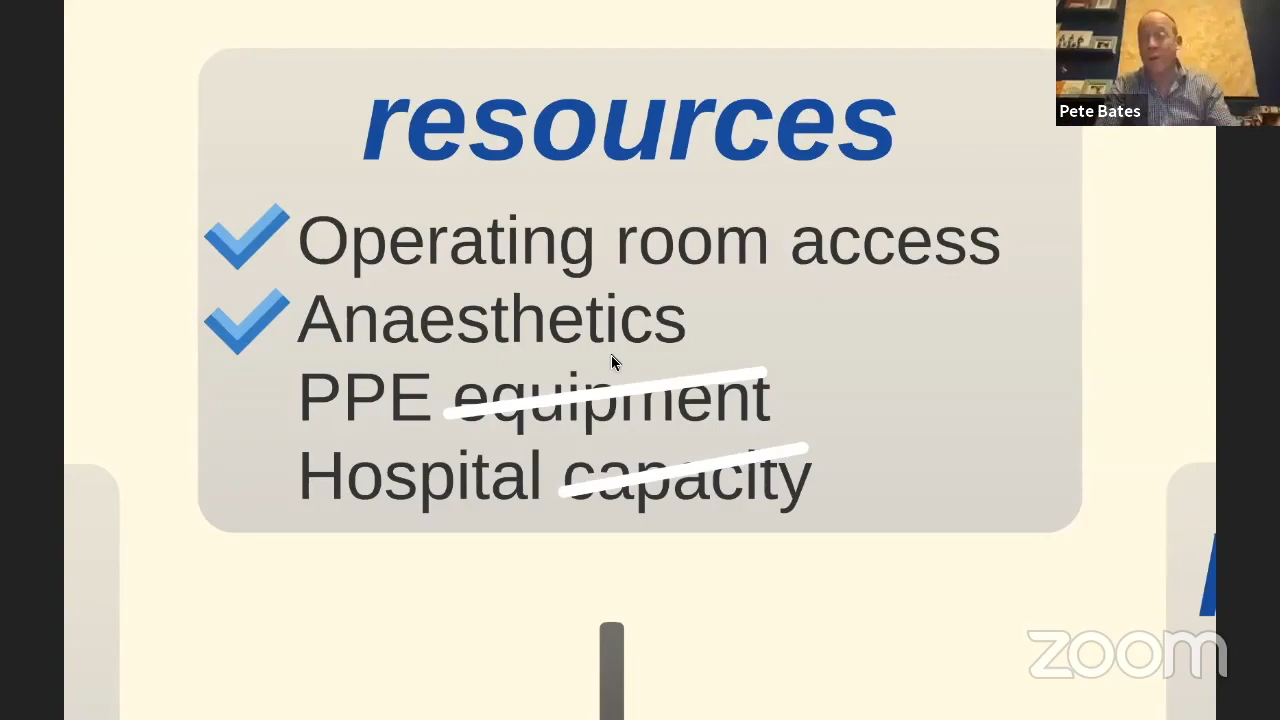 resources
Operating room access
Anaesthetics
PPE equipment
Hospital capacity
Pete Bates
zoom